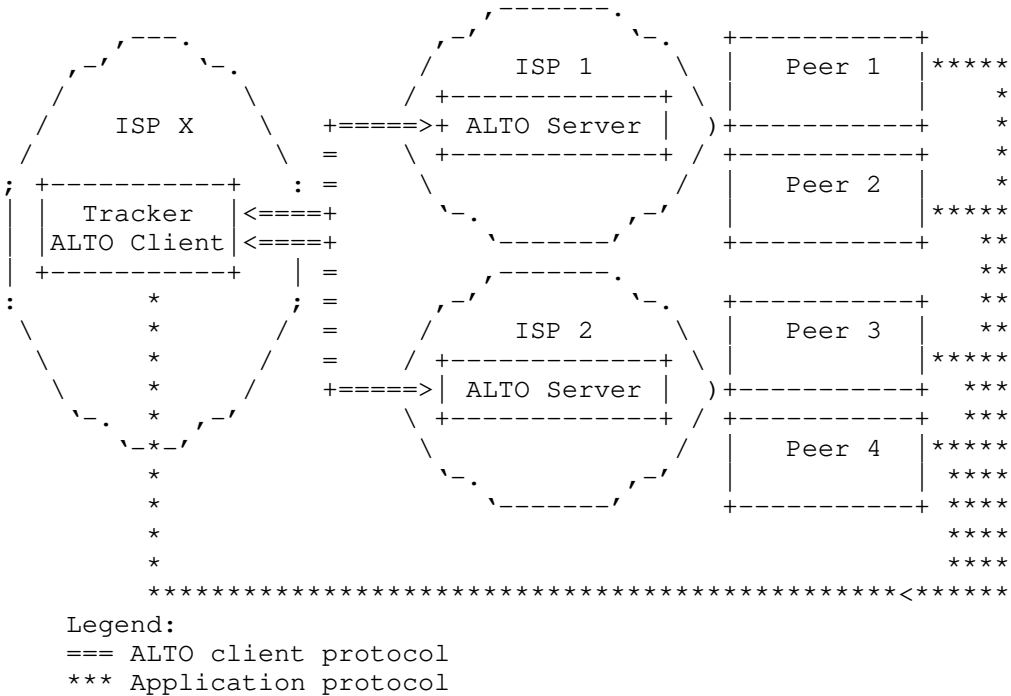 ISP 1
Peer 1
ISP X
ALTO Server
Peer 2
Tracker
ALTO Client
ISP 2
Peer 3
ALTO Server
Peer 4
Legend:
=== ALTO client protocol
*** Application protocol